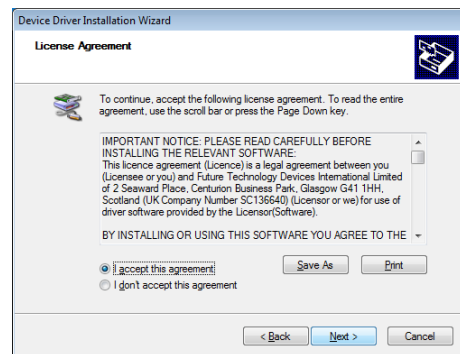 Device Driver Installation Wizard
License Agreement
To continue, accept the following license agreement. To read the entire
agreement, use the scroll bar or press the Page Down key.
IMPORTANT NOTICE: PLEASE READ CAREFULLY BEFORE
INSTALLING THE RELEVANT SOFTWARE:
This licence agreement (Licence) is a legal agreement between you
(Licensee or you) and Future Technology Devices International Limited
of 2 Seaward Place, Centurion Business Park, Glasgow G41 1HH,
Scotland (UK Company Number SC136640) (Licensor or we) for use of
driver software provided by the Licensor(Software).
BY INSTALLING OR USING THIS SOFTWARE YOU AGREE TO THE
I accept this agreement
Save As
Print
I don't accept this agreement
< Back
Next >
Cancel